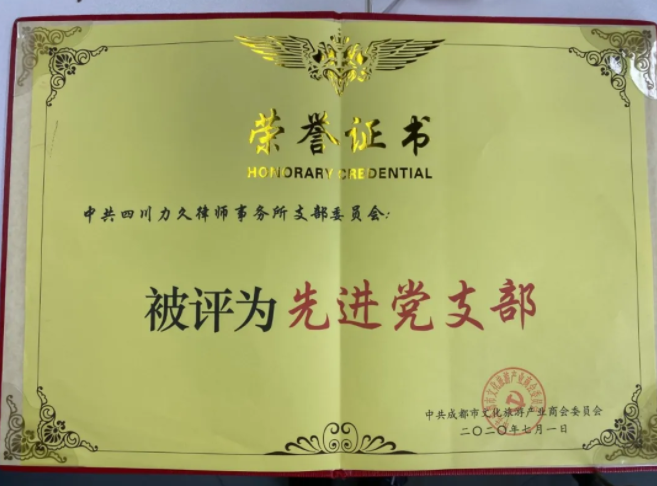 荣誉证书
HONORARY CREDENTIAL
中共四川力久律师事务所支部委员会:
被评为先进党支部
中共成都市文化旅游产业商会委员会
二〇二〇年七月一日